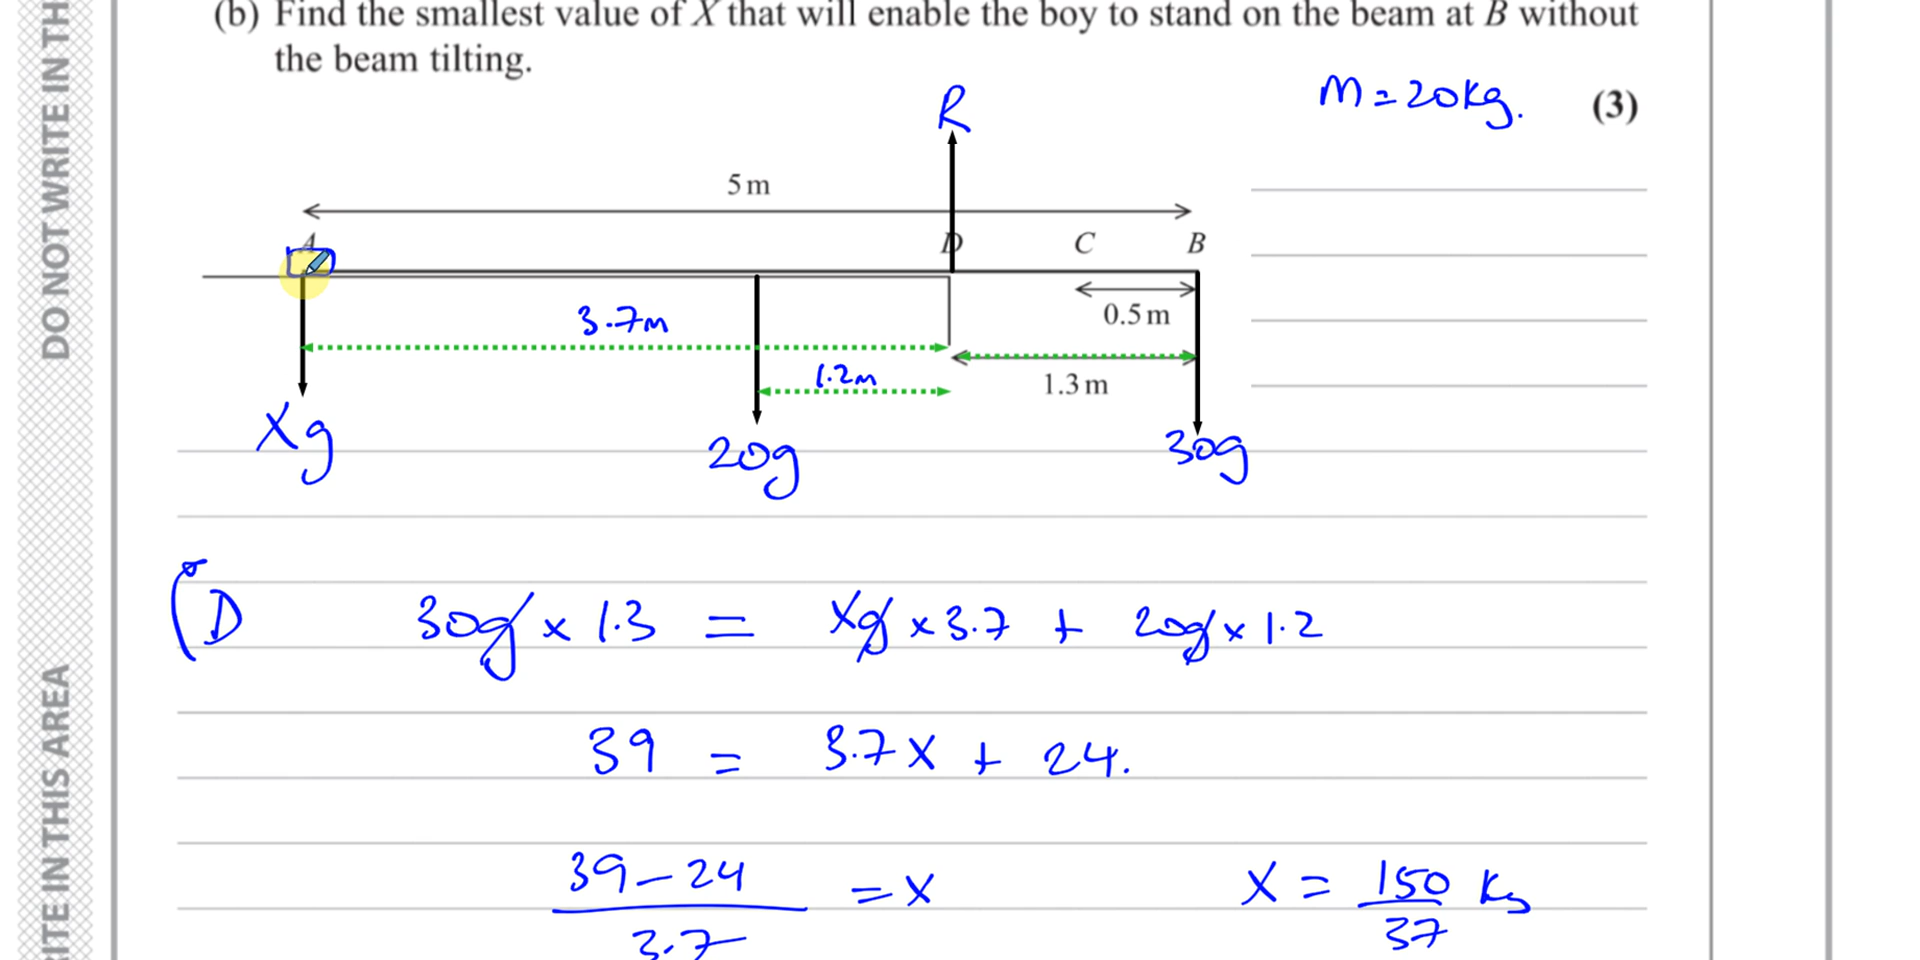 (b) Find the smallest value of X that will enable the boy to stand on the beam at B without
the beam tilting.
M = 20kg.
(3)
R
5 m
A
D
C
B
3.7m
0.5 m
1.2m
1.3 m
Xg
20g
30g
D 30g × 1.3 = Xg × 3.7 + 20g × 1.2
39 = 3.7X + 24.
39 - 24 / 3.7 = X
X = 150/37 kg
DO NOT WRITE IN TH
ITE IN THIS AREA